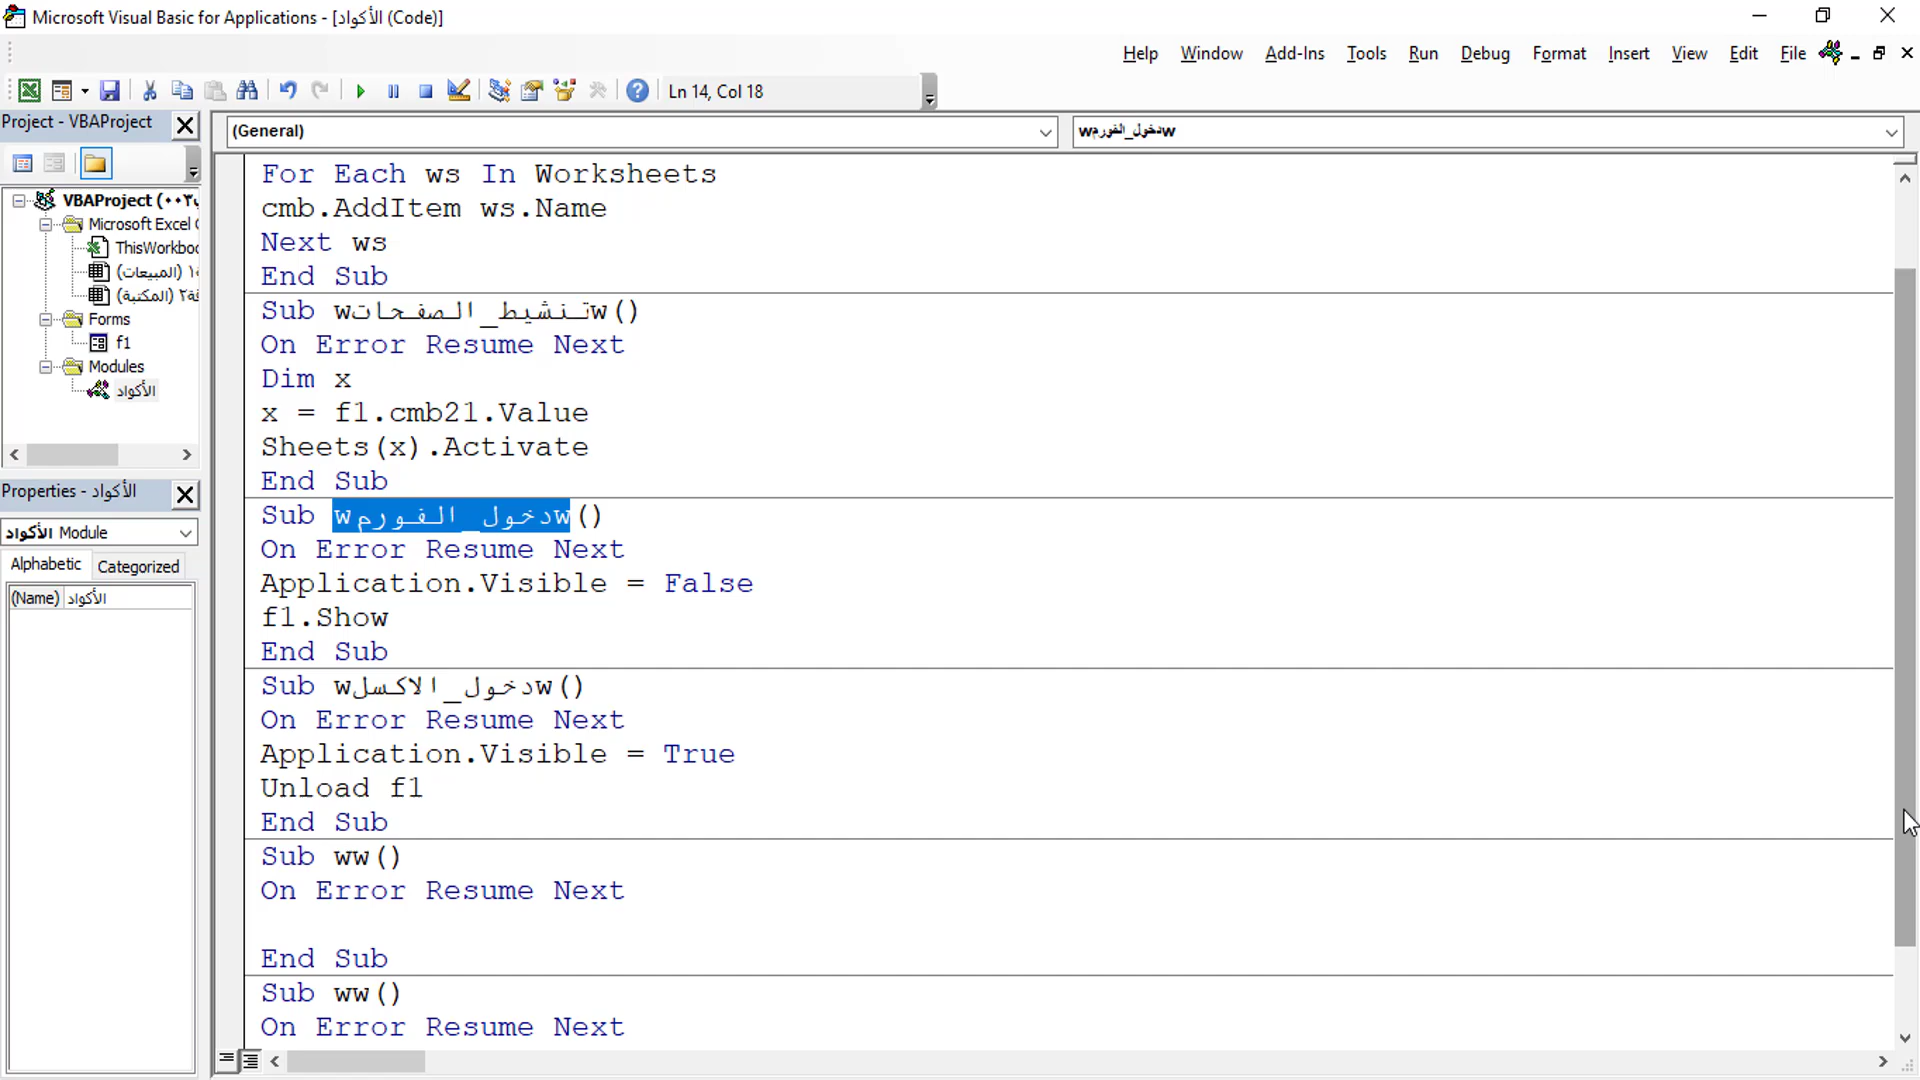 Microsoft Visual Basic for Applications - [الأكواد (Code)]
Help Window Add-Ins Tools Run Debug Format Insert View Edit File
Ln 14, Col 18
Project - VBAProject
(General)
wدخول_الفورمw
VBAProject (٠٠٣
Microsoft Excel
ThisWorkbo
(المبيعات)
(المكتبة)
Forms
f1
Modules
الأكواد
Properties - الأكواد
الأكواد Module
Alphabetic Categorized
(Name) الأكواد
For Each ws In Worksheets
cmb.AddItem ws.Name
Next ws
End Sub
Sub wتنشيط_الصفحاتw()
On Error Resume Next
Dim x
x = f1.cmb21.Value
Sheets(x).Activate
End Sub
Sub wدخول_الفورمw()
On Error Resume Next
Application.Visible = False
f1.Show
End Sub
Sub wدخول_الاكسلw()
On Error Resume Next
Application.Visible = True
Unload f1
End Sub
Sub ww()
On Error Resume Next
End Sub
Sub ww()
On Error Resume Next